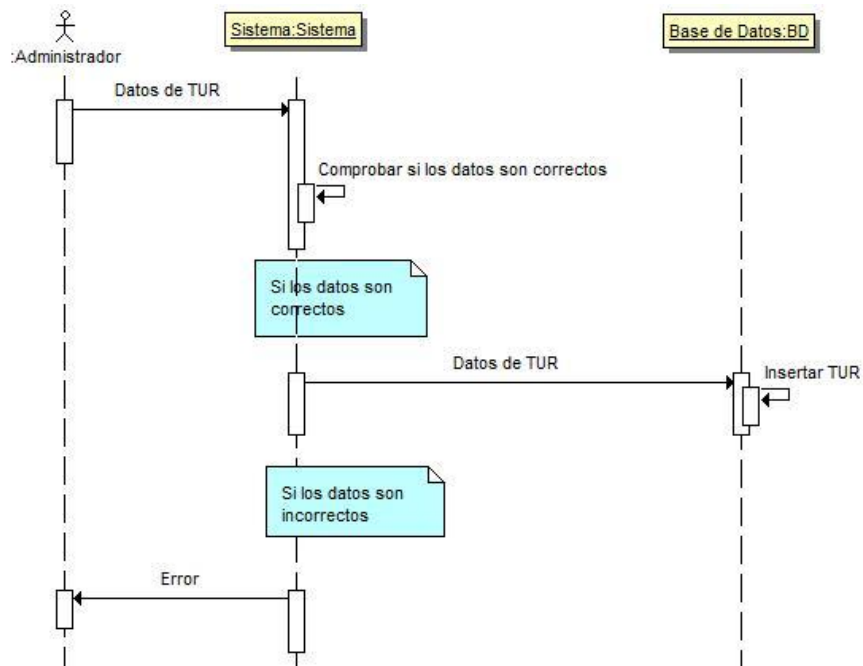 :Administrador
Sistema:Sistema
Base de Datos:BD
Datos de TUR
Comprobar si los datos son correctos
Si los datos son
correctos
Datos de TUR
Insertar TUR
Si los datos son
incorrectos
Error